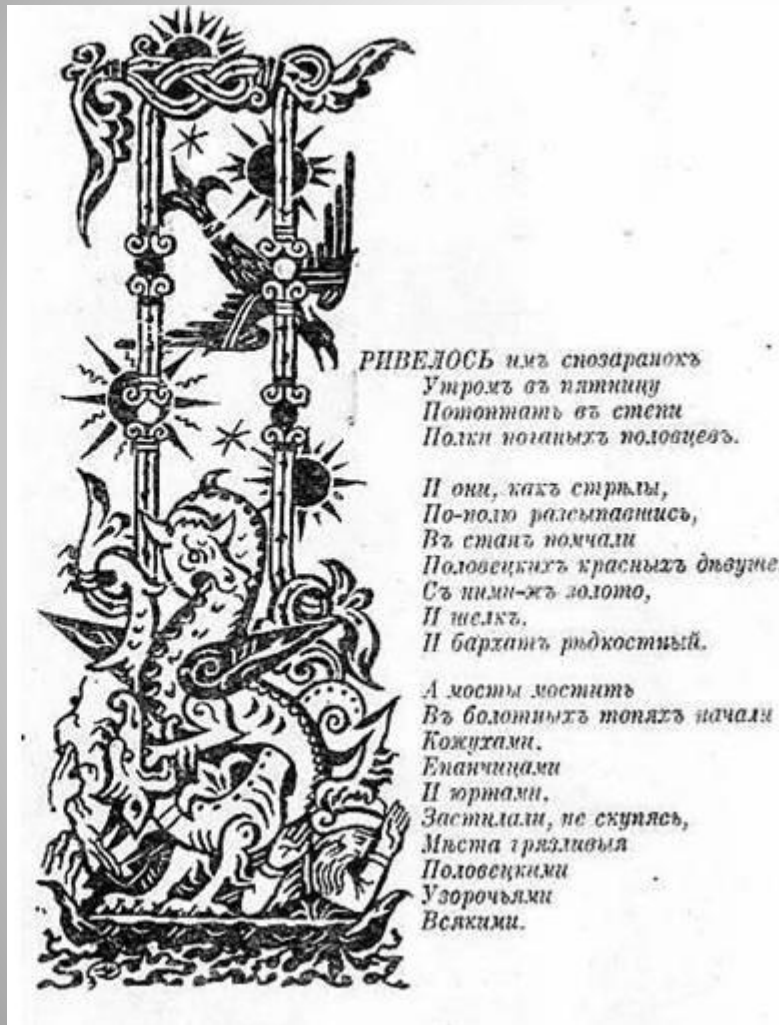 РИВЕЛОСЬ имъ спозаранокъ
Утромъ въ пятницу
Потоптать въ степи
Полки поганыхъ половцевъ.
И они, какъ стрѣлы,
По-полю разсыпавшись,
Въ станъ помчали
Половецкихъ красныхъ дѣвуше
Съ ними-жъ золото,
И шелкъ.
И бархатъ рѣдкостный.
А мосты мостить
Въ болотныхъ топяхъ начали
Кожухами.
Епанчицами
И юртами.
Застилали, не скупясь,
Мѣста грязливыя
Половецкими
Узорочьями
Всякими.